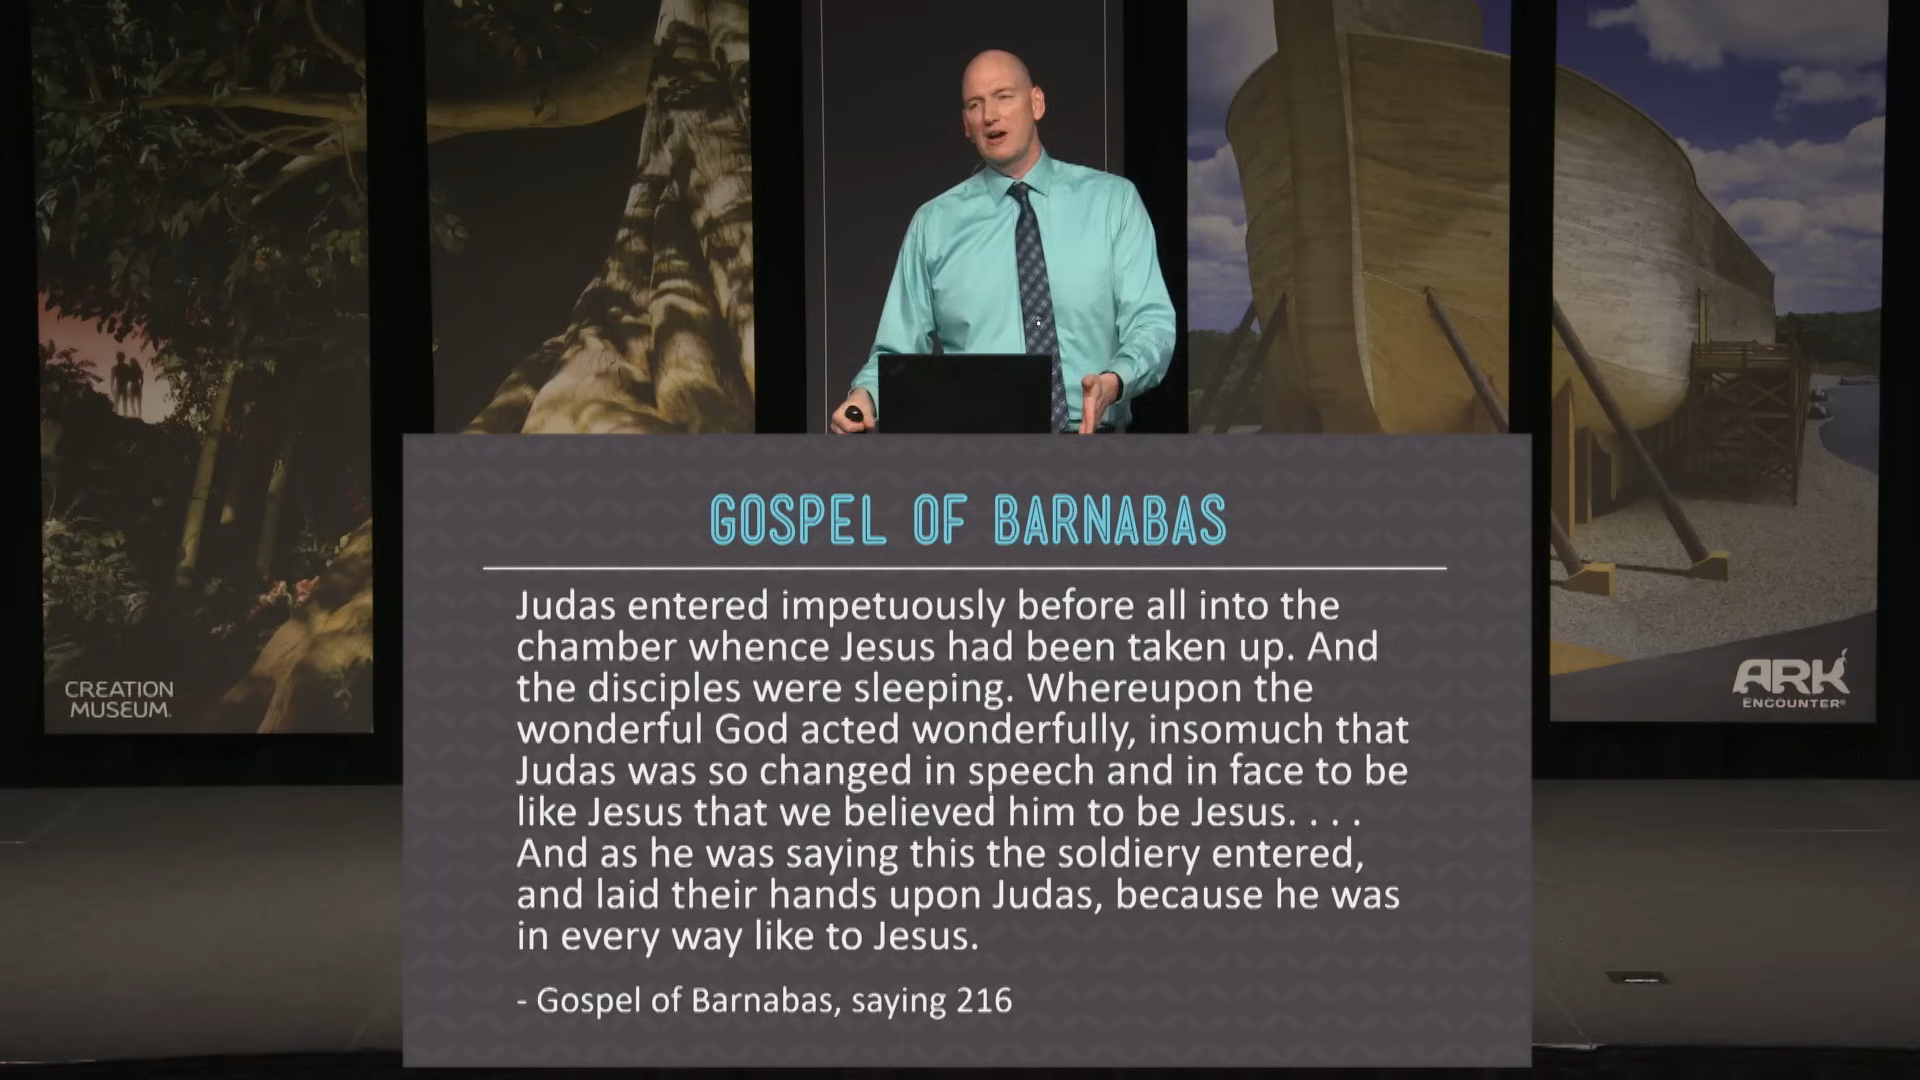 GOSPEL OF BARNABAS
Judas entered impetuously before all into the
chamber whence Jesus had been taken up. And
the disciples were sleeping. Whereupon the
wonderful God acted wonderfully, insomuch that
Judas was so changed in speech and in face to be
like Jesus that we believed him to be Jesus. . . .
And as he was saying this the soldiery entered,
and laid their hands upon Judas, because he was
in every way like to Jesus.
- Gospel of Barnabas, saying 216
CREATION
MUSEUM.
ARK
ENCOUNTER®